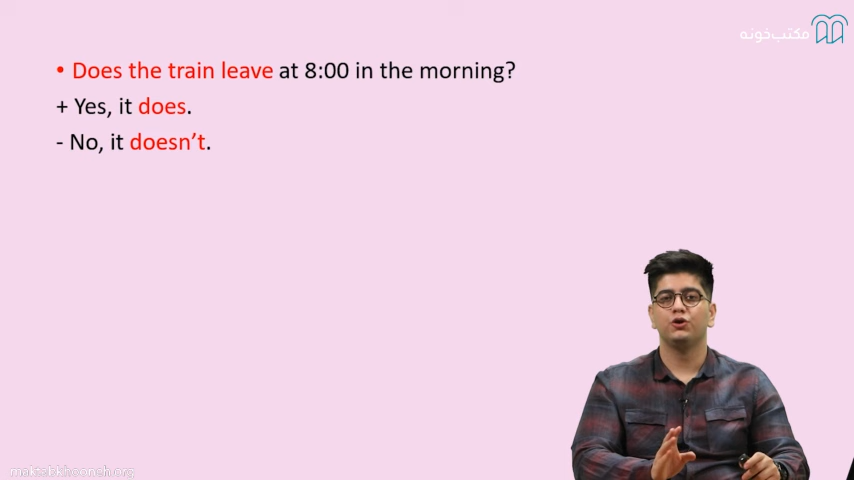 مکتب‌خونه
• Does the train leave at 8:00 in the morning?
+ Yes, it does.
- No, it doesn’t.
maktabkhooneh.org